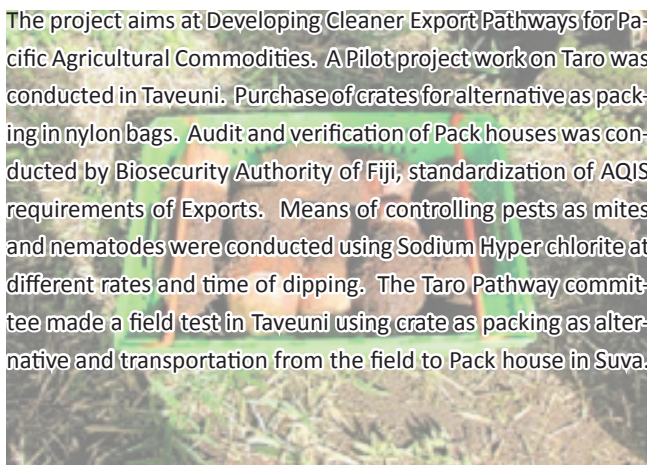 The project aims at Developing Cleaner Export Pathways for Pa-
cific Agricultural Commodities.  A Pilot project work on Taro was
conducted in Taveuni.  Purchase of crates for alternative as pack-
ing in nylon bags.  Audit and verification of Pack houses was con-
ducted by Biosecurity Authority of Fiji, standardization of AQIS
requirements of Exports.  Means of controlling pests as mites
and nematodes were conducted using Sodium Hyper chlorite at
different rates and time of dipping.  The Taro Pathway commit-
tee made a field test in Taveuni using crate as packing as alter-
native and transportation from the field to Pack house in Suva.